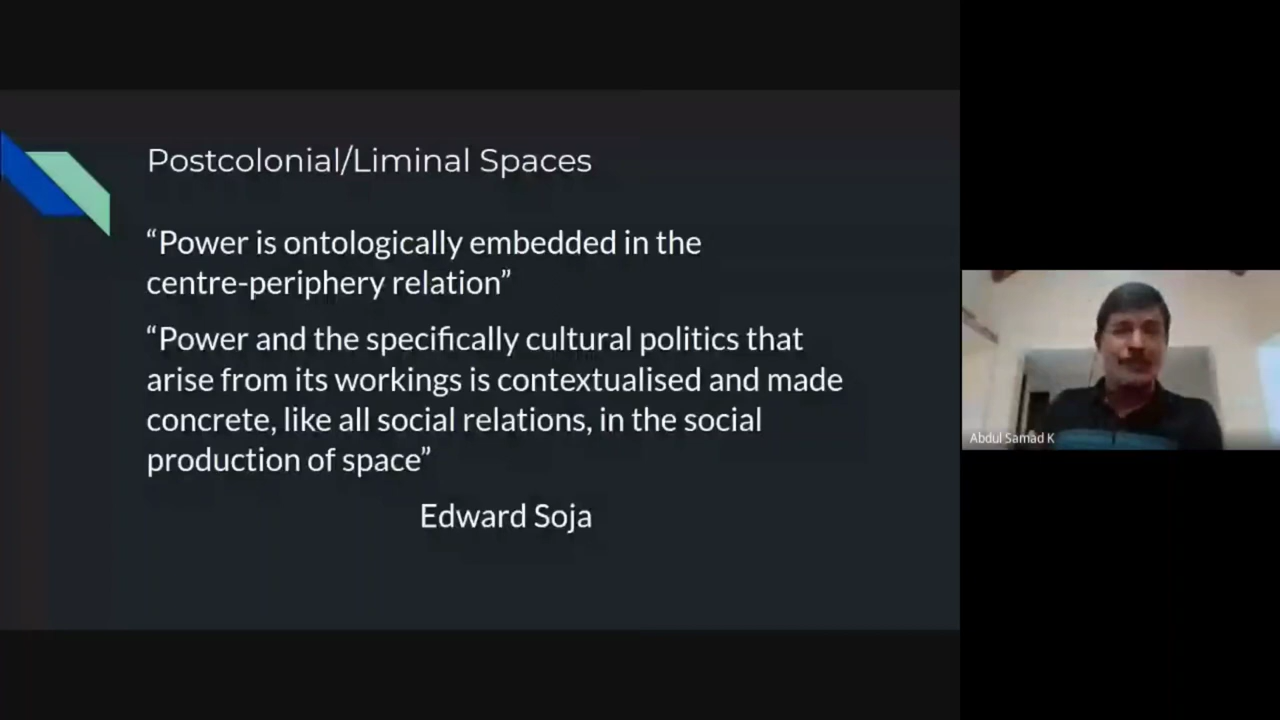 Postcolonial/Liminal Spaces
“Power is ontologically embedded in the
centre-periphery relation”
“Power and the specifically cultural politics that
arise from its workings is contextualised and made
concrete, like all social relations, in the social
production of space”
Edward Soja
Abdul Samad K